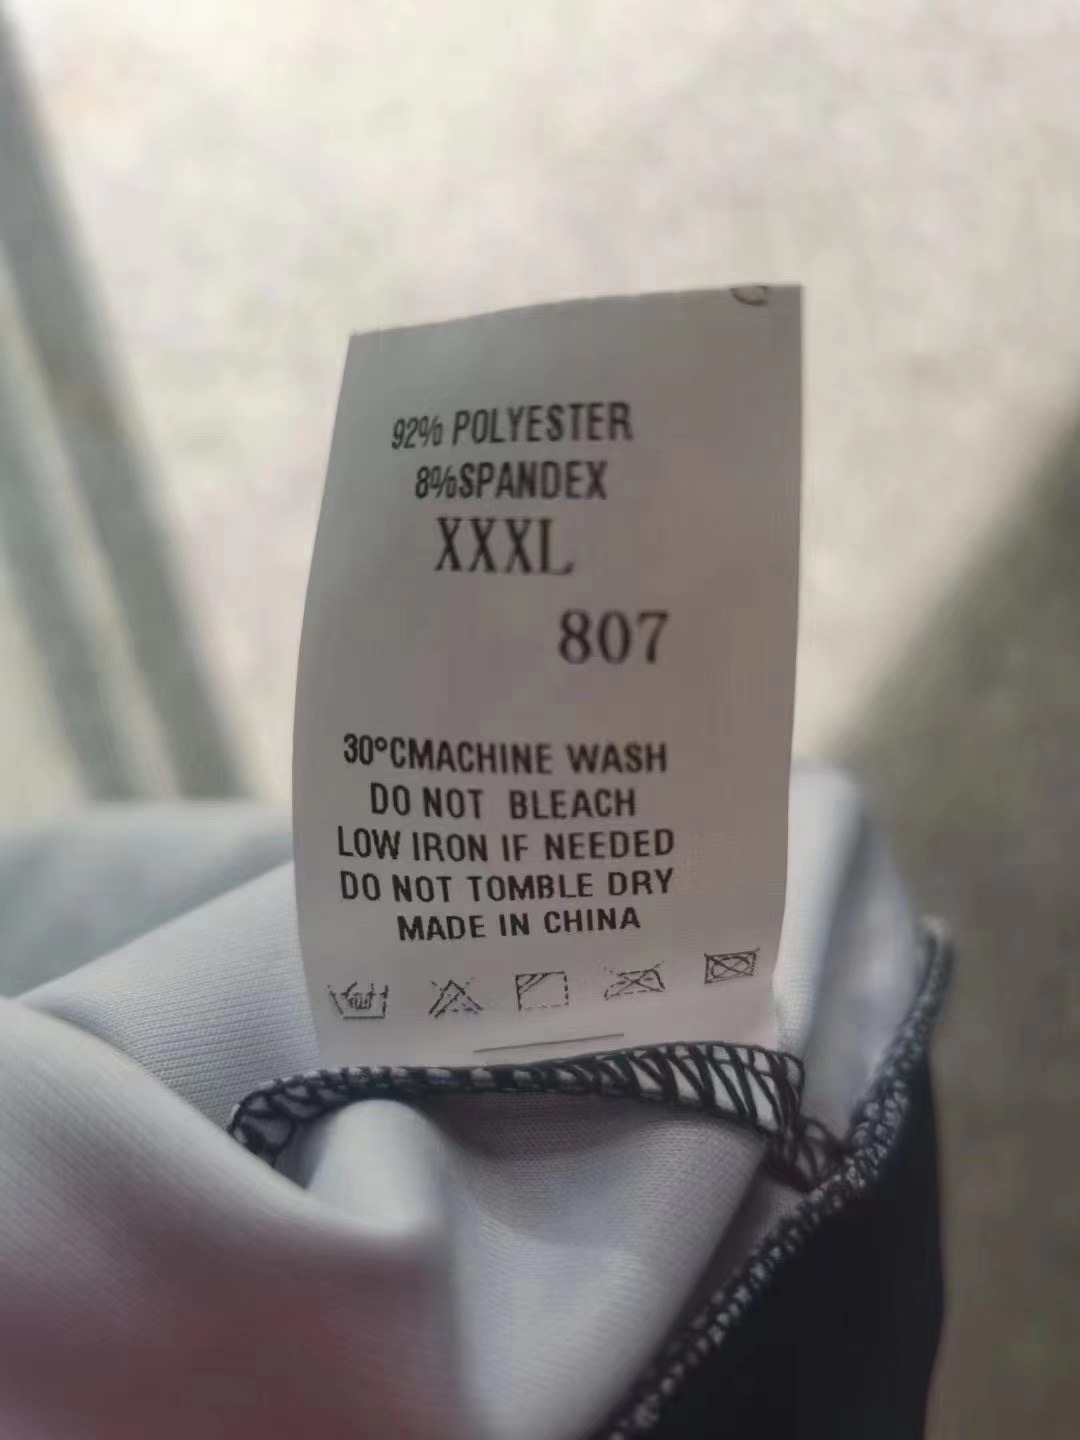 92% POLYESTER
8%SPANDEX
XXXL
807
30°CMACHINE WASH
DO NOT BLEACH
LOW IRON IF NEEDED
DO NOT TOMBLE DRY
MADE IN CHINA